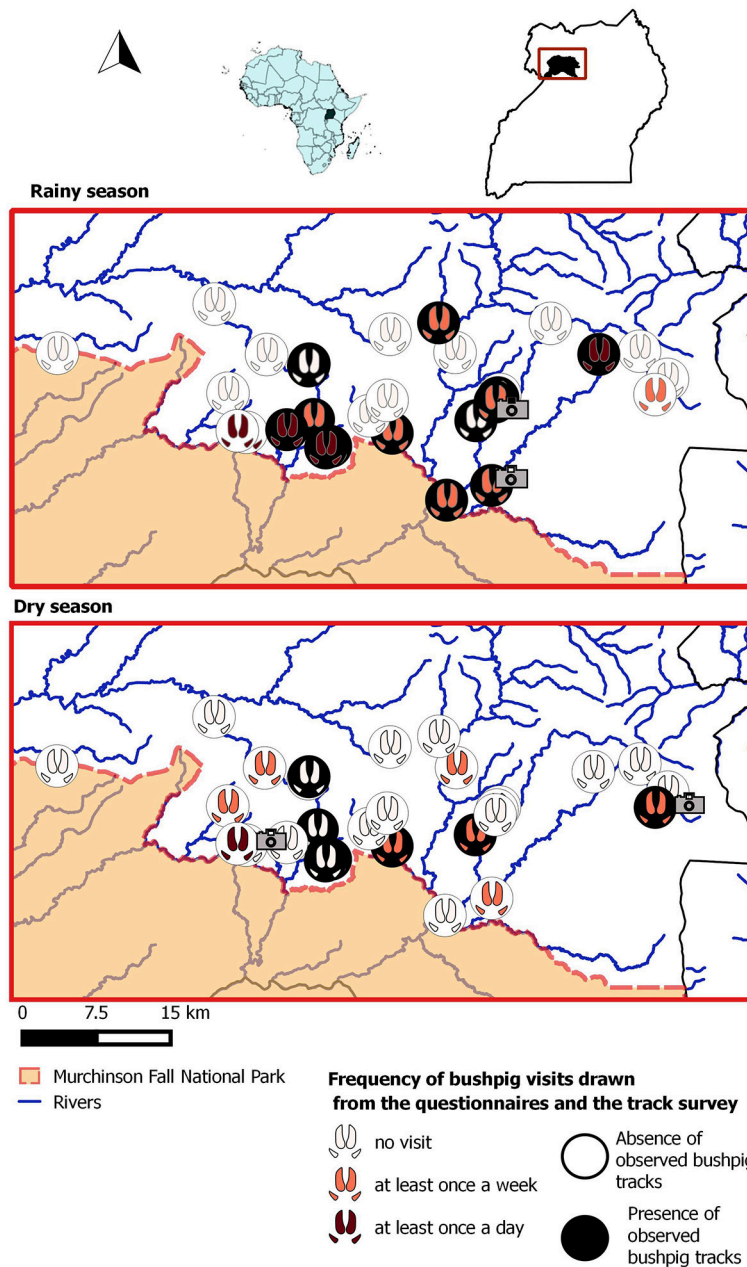 Rainy season
Dry season
0 7.5 15 km
Murchinson Fall National Park
Rivers
Frequency of bushpig visits drawn
from the questionnaires and the track survey
no visit
at least once a week
at least once a day
Absence of
observed bushpig
tracks
Presence of
observed
bushpig tracks